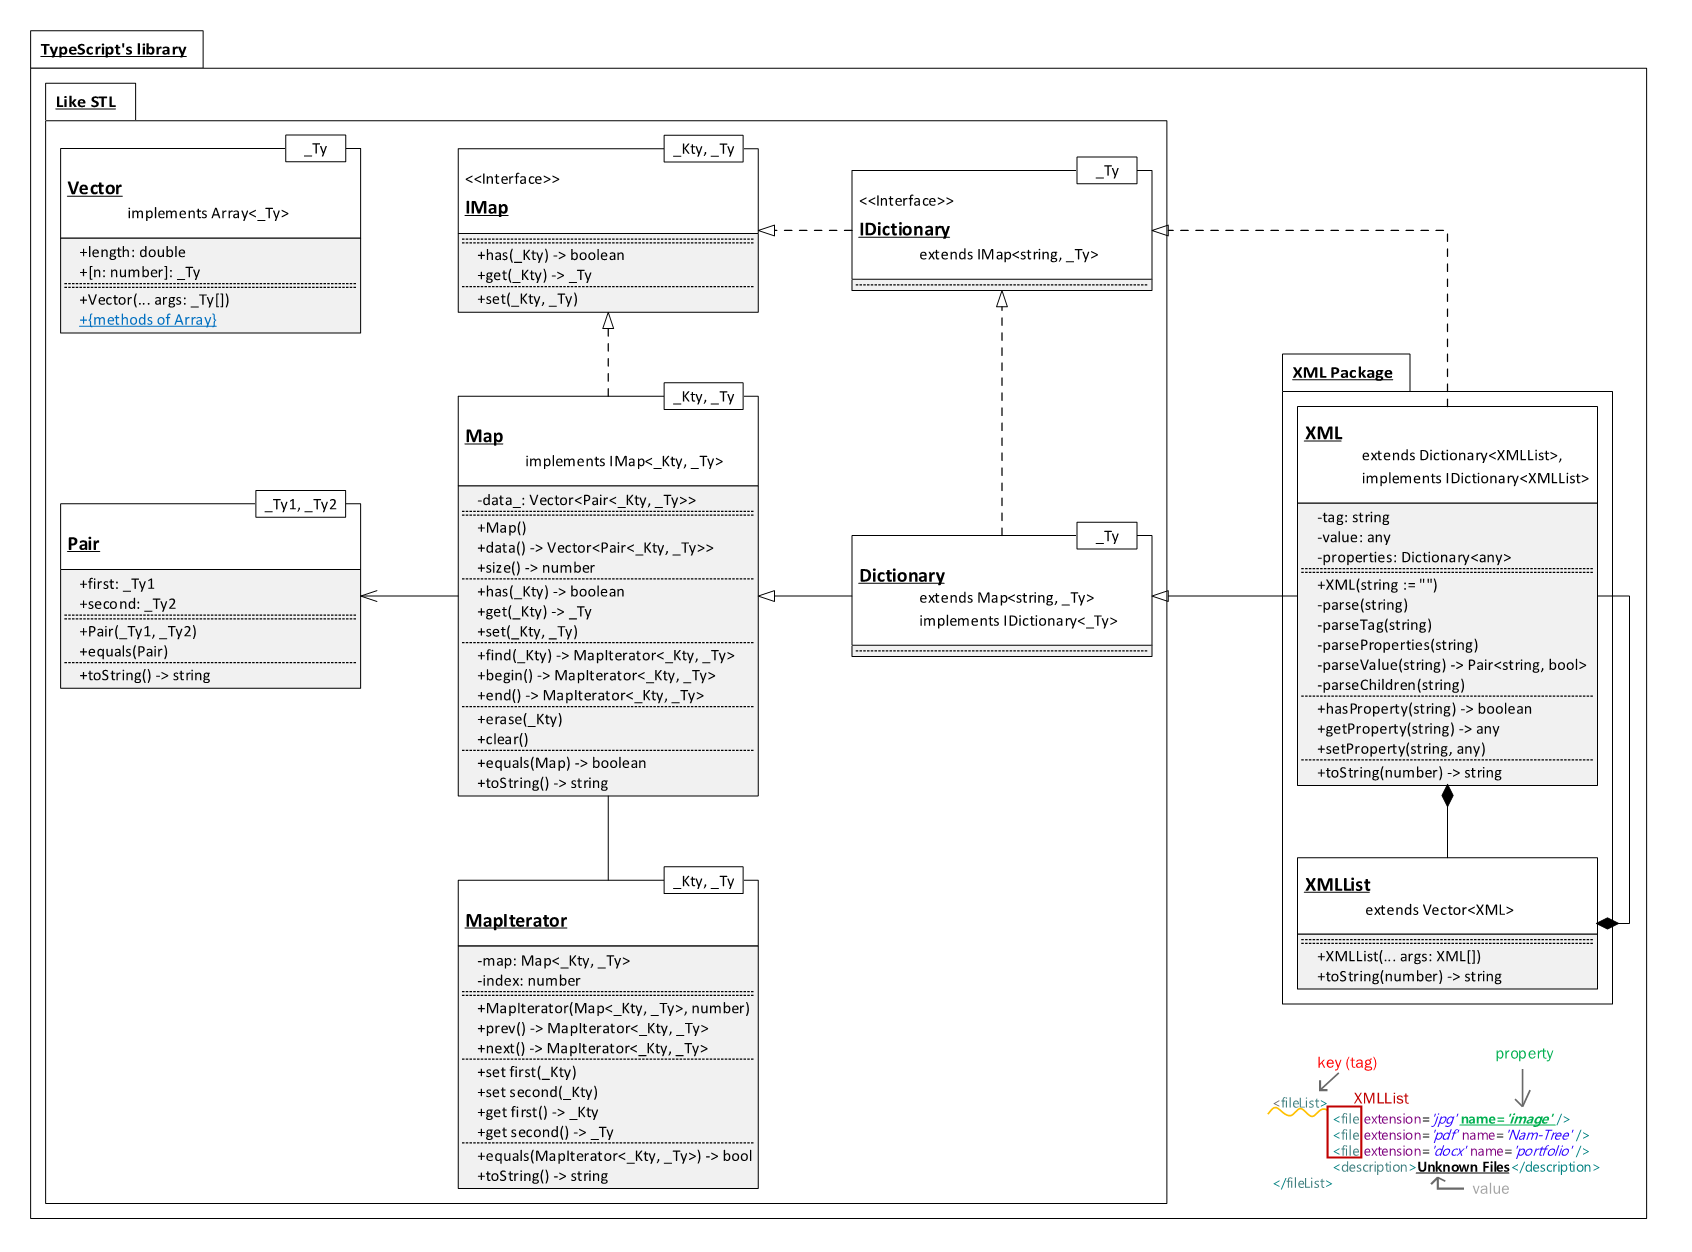 TypeScript's library
Like STL
_Ty
Vector
implements Array<_Ty>
+length: double
+[n: number]: _Ty
+Vector(... args: _Ty[])
+{methods of Array}
_Kty, _Ty
<<Interface>>
IMap
+has(_Kty) -> boolean
+get(_Kty) -> _Ty
+set(_Kty, _Ty)
_Ty
<<Interface>>
IDictionary
extends IMap<string, _Ty>
_Ty1, _Ty2
Pair
+first: _Ty1
+second: _Ty2
+Pair(_Ty1, _Ty2)
+equals(Pair)
+toString() -> string
_Kty, _Ty
Map
implements IMap<_Kty, _Ty>
-data_: Vector<Pair<_Kty, _Ty>>
+Map()
+data() -> Vector<Pair<_Kty, _Ty>>
+size() -> number
+has(_Kty) -> boolean
+get(_Kty) -> _Ty
+set(_Kty, _Ty)
+find(_Kty) -> MapIterator<_Kty, _Ty>
+begin() -> MapIterator<_Kty, _Ty>
+end() -> MapIterator<_Kty, _Ty>
+erase(_Kty)
+clear()
+equals(Map) -> boolean
+toString() -> string
_Ty
Dictionary
extends Map<string, _Ty>
implements IDictionary<_Ty>
_Kty, _Ty
MapIterator
-map: Map<_Kty, _Ty>
-index: number
+MapIterator(Map<_Kty, _Ty>, number)
+prev() -> MapIterator<_Kty, _Ty>
+next() -> MapIterator<_Kty, _Ty>
+set first(_Kty)
+set second(_Kty)
+get first() -> _Kty
+get second() -> _Ty
+equals(MapIterator<_Kty, _Ty>) -> bool
+toString() -> string
XML Package
XML
extends Dictionary<XMLList>,
implements IDictionary<XMLList>
-tag: string
-value: any
-properties: Dictionary<any>
+XML(string := "")
-parse(string)
-parseTag(string)
-parseProperties(string)
-parseValue(string) -> Pair<string, bool>
-parseChildren(string)
+hasProperty(string) -> boolean
+getProperty(string) -> any
+setProperty(string, any)
+toString(number) -> string
XMLList
extends Vector<XML>
+XMLList(... args: XML[])
+toString(number) -> string
property
key (tag)
XMLList
<fileList>
<file extension='jpg' name='image' />
<file extension='pdf' name='Nam-Tree' />
<file extension='docx' name='portfolio' />
<description>Unknown Files</description>
</fileList>
value